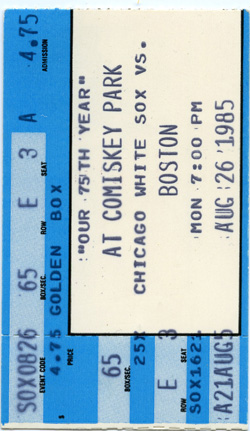 SOX0826 65 E 3 A 4.75
EVENT CODE BOX/SEC. ROW SEAT ADMISSION
4.75 GOLDEN BOX
$ PRICE
"OUR 75TH YEAR"
AT COMISKEY PARK
CHICAGO WHITE SOX VS.
BOSTON
MON 7:00 PM
AUG 26 1985
65
BOX/SEC.
25X
E 3
ROW SEAT
A21AUG5